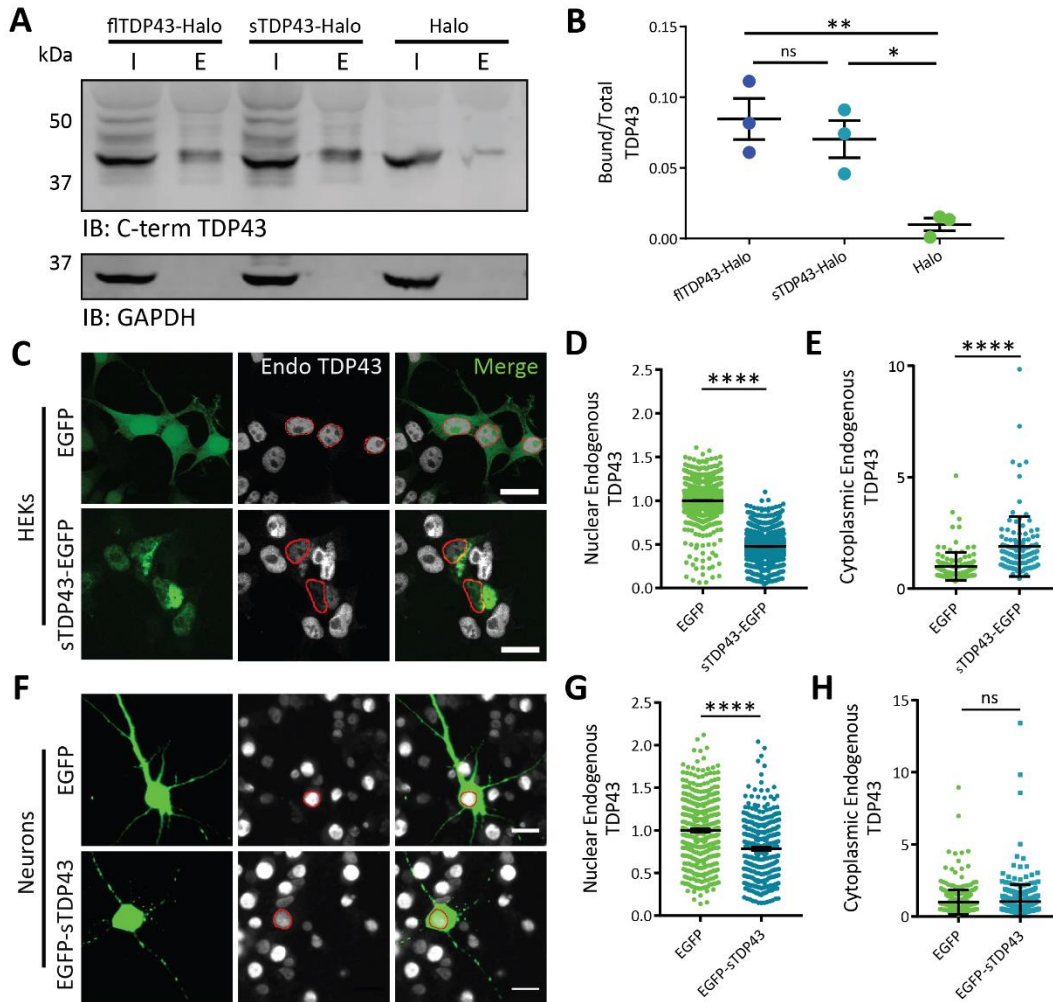 A
flTDP43-Halo sTDP43-Halo Halo
kDa I E I E I E
50
37
IB: C-term TDP43
37
IB: GAPDH
B
Bound/Total
TDP43
0.15
0.10
0.05
0.00
**
ns *
flTDP43-Halo
sTDP43-Halo
Halo
C
HEKs
EGFP
sTDP43-EGFP
Endo TDP43
Merge
D
Nuclear Endogenous
TDP43
2.5
2.0
1.5
1.0
0.5
0.0
****
EGFP
sTDP43-EGFP
E
Cytoplasmic Endogenous
TDP43
10
5
0
****
EGFP
sTDP43-EGFP
F
Neurons
EGFP
EGFP-sTDP43
G
Nuclear Endogenous
TDP43
2.5
2.0
1.5
1.0
0.5
0.0
****
EGFP
EGFP-sTDP43
H
Cytoplasmic Endogenous
TDP43
15
10
5
0
ns
EGFP
EGFP-sTDP43